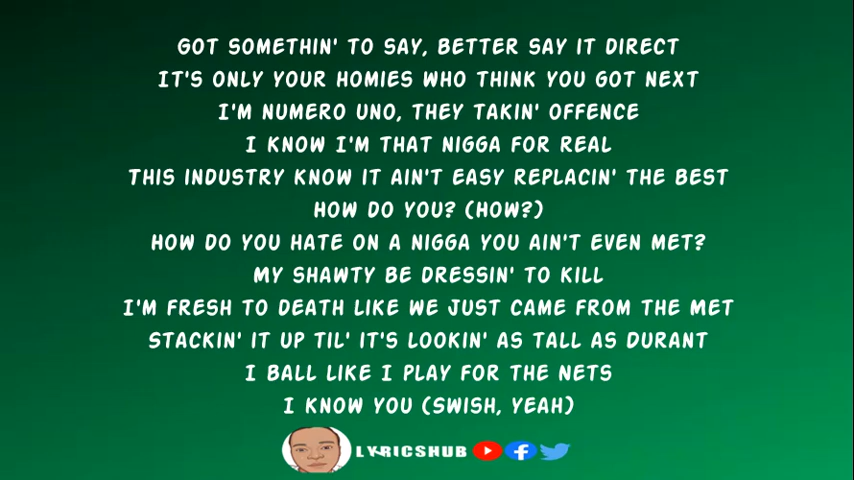 GOT SOMETHIN' TO SAY, BETTER SAY IT DIRECT
IT'S ONLY YOUR HOMIES WHO THINK YOU GOT NEXT
I'M NUMERO UNO, THEY TAKIN' OFFENCE
I KNOW I'M THAT NIGGA FOR REAL
THIS INDUSTRY KNOW IT AIN'T EASY REPLACIN' THE BEST
HOW DO YOU? (HOW?)
HOW DO YOU HATE ON A NIGGA YOU AIN'T EVEN MET?
MY SHAWTY BE DRESSIN' TO KILL
I'M FRESH TO DEATH LIKE WE JUST CAME FROM THE MET
STACKIN' IT UP TIL' IT'S LOOKIN' AS TALL AS DURANT
I BALL LIKE I PLAY FOR THE NETS
I KNOW YOU (SWISH, YEAH)
LYRICSHUB